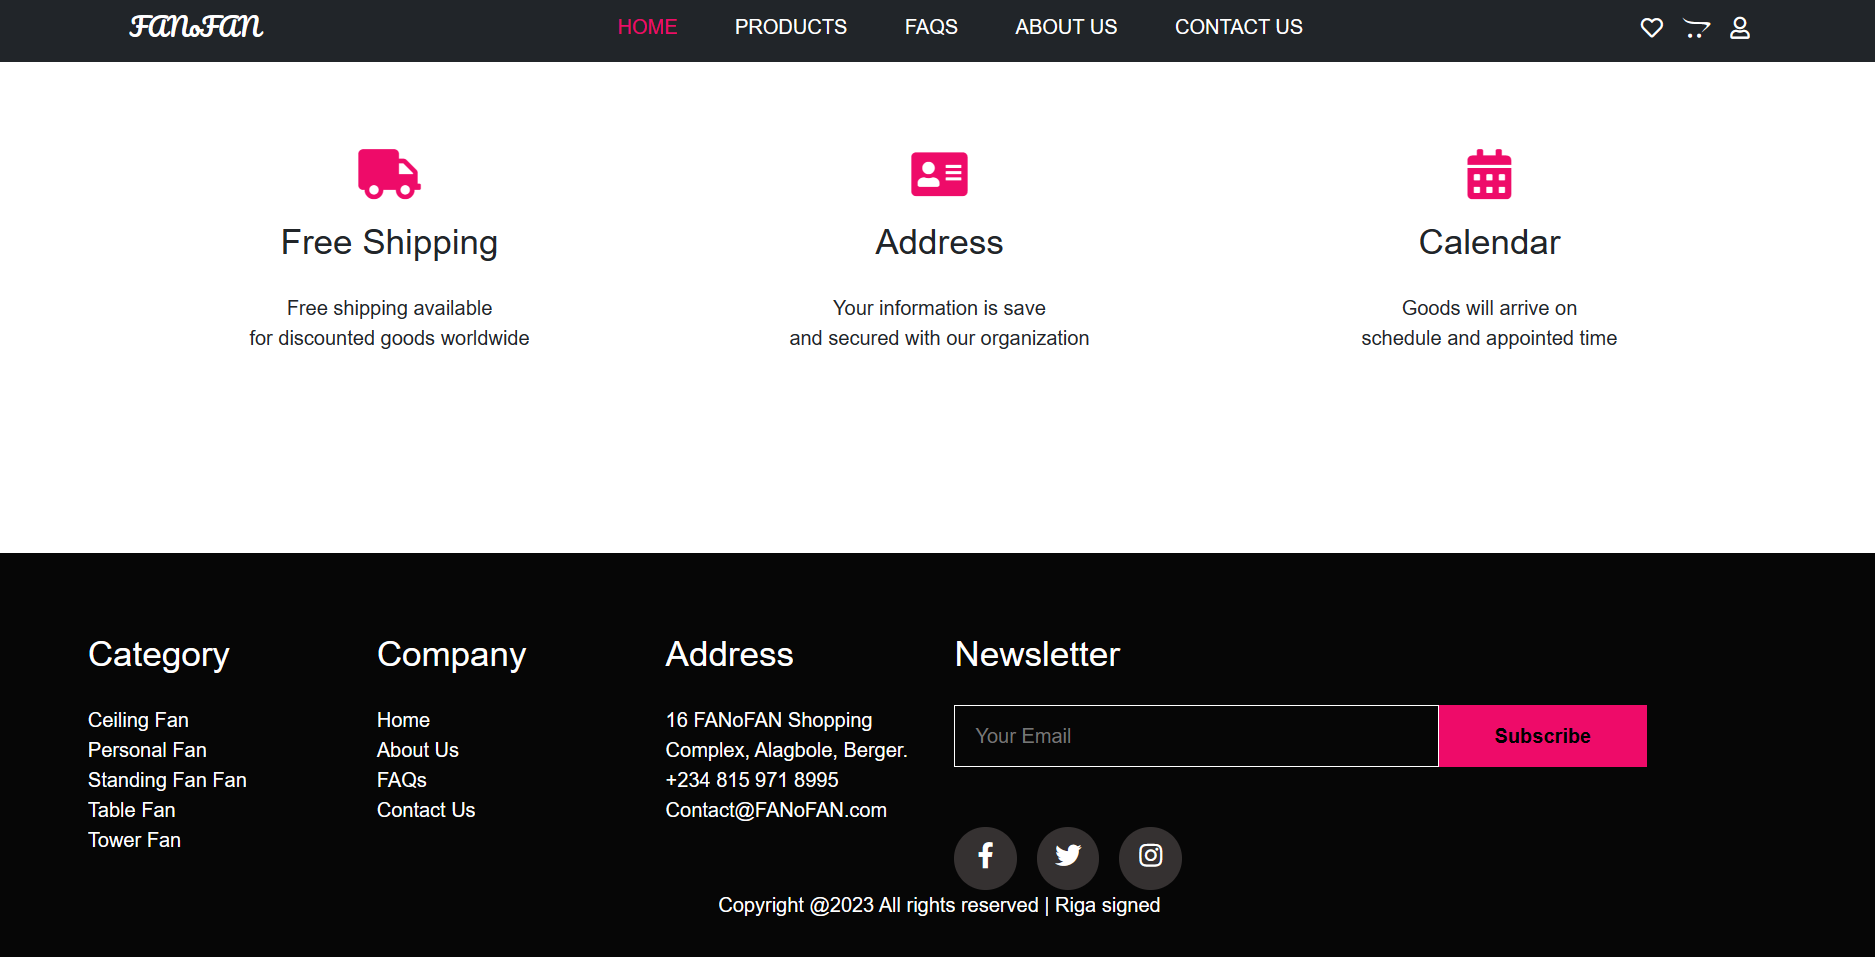 FANoFAN
HOME PRODUCTS FAQS ABOUT US CONTACT US
Free Shipping
Free shipping available
for discounted goods worldwide
Address
Your information is save
and secured with our organization
Calendar
Goods will arrive on
schedule and appointed time
Category
Ceiling Fan
Personal Fan
Standing Fan Fan
Table Fan
Tower Fan
Company
Home
About Us
FAQs
Contact Us
Address
16 FANoFAN Shopping
Complex, Alagbole, Berger.
+234 815 971 8995
Contact@FANoFAN.com
Newsletter
Your Email
Subscribe
Copyright @2023 All rights reserved | Riga signed